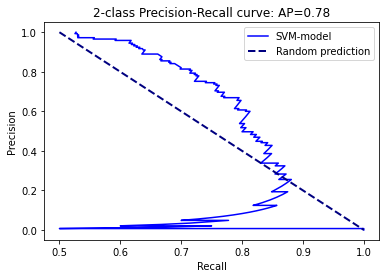 2-class Precision-Recall curve: AP=0.78
SVM-model
Random prediction
Precision
1.0
0.8
0.6
0.4
0.2
0.0
0.5
0.6
0.7
0.8
0.9
1.0
Recall